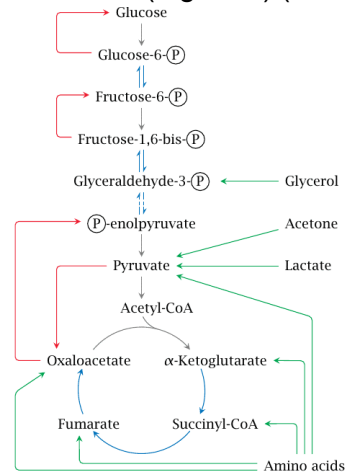 Glucose
Glucose-6-P
Fructose-6-P
Fructose-1,6-bis-P
Glyceraldehyde-3-P Glycerol
P-enolpyruvate Acetone
Pyruvate Lactate
Acetyl-CoA
Oxaloacetate α-Ketoglutarate
Fumarate Succinyl-CoA
Amino acids